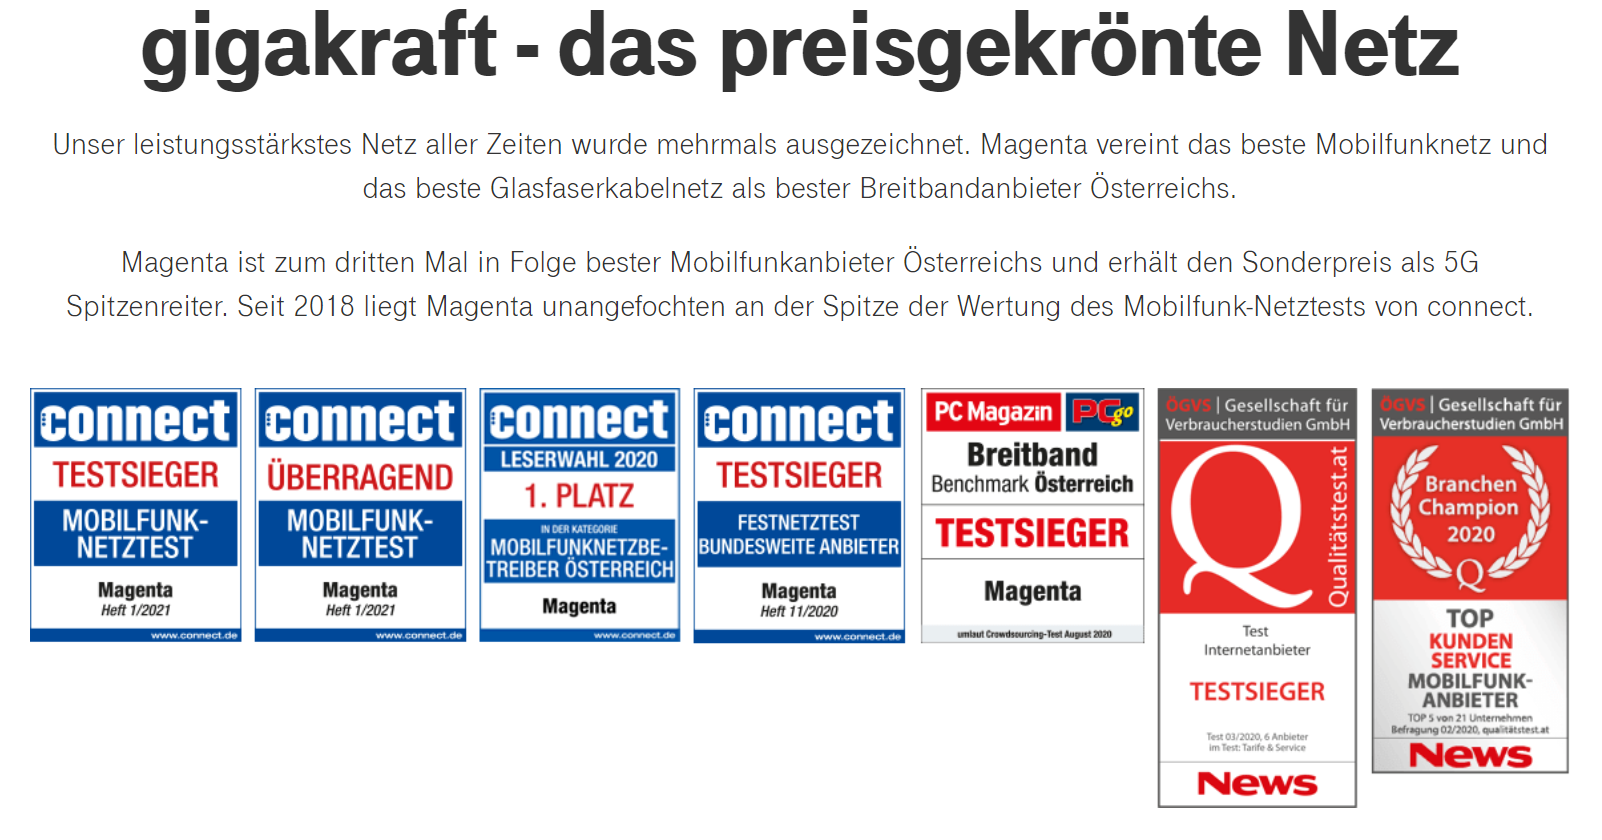 gigakraft - das preisgekrönte Netz
Unser leistungsstärkstes Netz aller Zeiten wurde mehrmals ausgezeichnet. Magenta vereint das beste Mobilfunknetz und
das beste Glasfaserkabelnetz als bester Breitbandanbieter Österreichs.
Magenta ist zum dritten Mal in Folge bester Mobilfunkanbieter Österreichs und erhält den Sonderpreis als 5G
Spitzenreiter. Seit 2018 liegt Magenta unangefochten an der Spitze der Wertung des Mobilfunk-Netztests von connect.
connect
TESTSIEGER
MOBILFUNK-
NETZTEST
Magenta
Heft 1/2021
www.connect.de
connect
ÜBERRAGEND
MOBILFUNK-
NETZTEST
Magenta
Heft 1/2021
www.connect.de
connect
LESERWAHL 2020
1. PLATZ
IN DER KATEGORIE
MOBILFUNKNETZBE-
TREIBER ÖSTERREICH
Magenta
www.connect.de
connect
TESTSIEGER
FESTNETZTEST
BUNDESWEITE ANBIETER
Magenta
Heft 11/2020
www.connect.de
PC Magazin PCgo
Breitband
Benchmark Österreich
TESTSIEGER
Magenta
umlaut Crowdsourcing-Test August 2020
ÖGVS | Gesellschaft für
Verbraucherstudien GmbH
Q
Qualitätstest.at
Test
Internetanbieter
TESTSIEGER
Test 03/2020, 6 Anbieter
im Test: Tarife & Service
News
ÖGVS | Gesellschaft für
Verbraucherstudien GmbH
Branchen
Champion
2020
Q
TOP
KUNDEN
SERVICE
MOBILFUNK-
ANBIETER
TOP 5 von 21 Unternehmen
Befragung 02/2020, qualitätstest.at
News